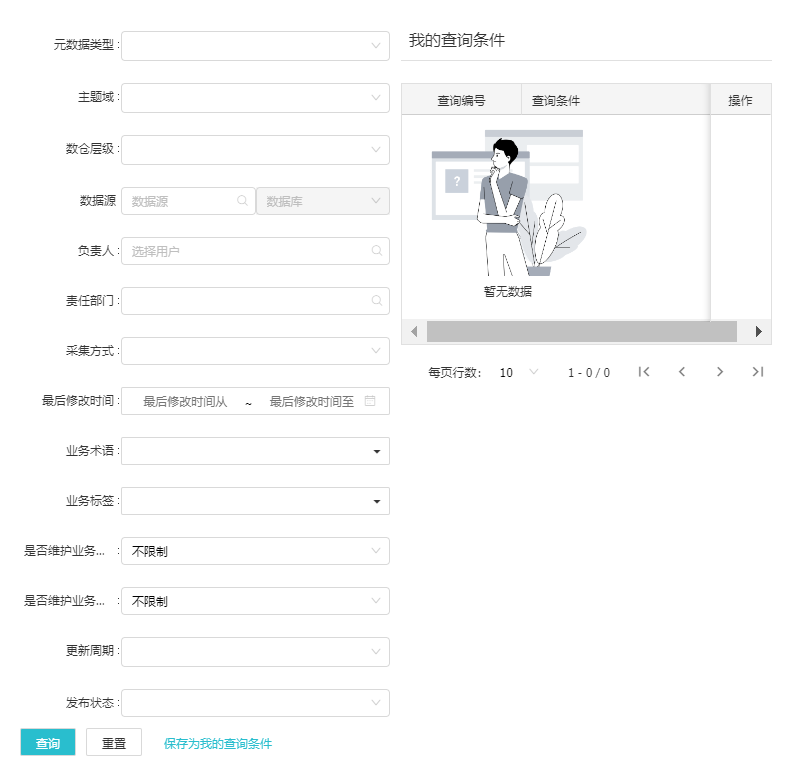 元数据类型 :
主题域 :
数仓层级 :
数据源 数据源 数据库
负责人 : 选择用户
责任部门 :
采集方式 :
最后修改时间 : 最后修改时间从 ~ 最后修改时间至
业务术语 :
业务标签 :
是否维护业务... : 不限制
是否维护业务... : 不限制
更新周期 :
发布状态 :
查询 重置 保存为我的查询条件
我的查询条件
查询编号 查询条件 操作
?
暂无数据
每页行数: 10 1 - 0 / 0